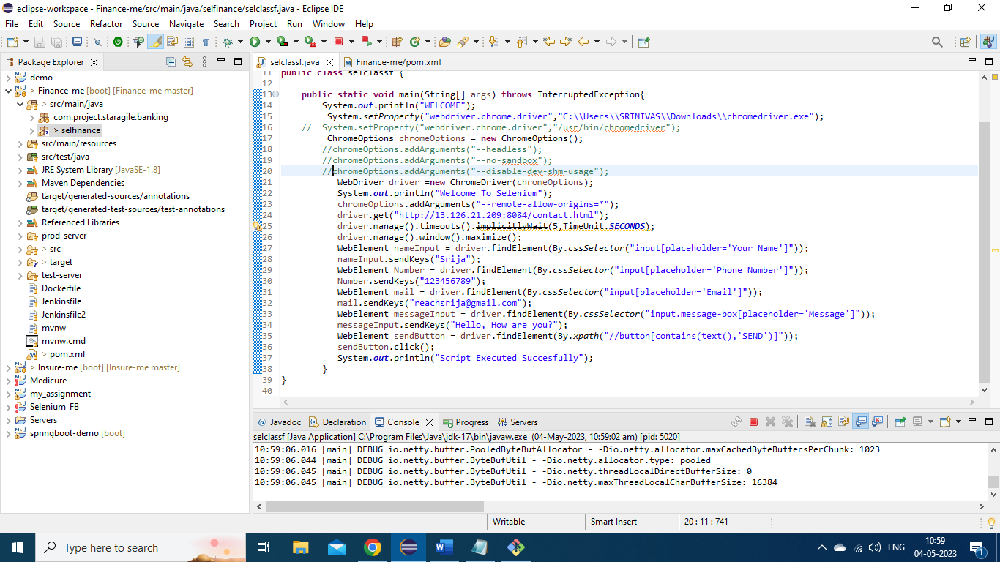 eclipse-workspace - Finance-me/src/main/java/selfinance/selclassf.java - Eclipse IDE
File Edit Source Refactor Source Navigate Search Project Run Window Help
Package Explorer
demo
> Finance-me [boot] [Finance-me master]
> src/main/java
com.project.staragile.banking
> selfinance
src/main/resources
src/test/java
JRE System Library [JavaSE-1.8]
Maven Dependencies
target/generated-sources/annotations
target/generated-test-sources/test-annotations
Referenced Libraries
prod-server
> src
> target
test-server
Dockerfile
Jenkinsfile
Jenkinsfile2
mvnw
mvnw.cmd
> pom.xml
> Insure-me [boot] [Insure-me master]
Medicure
my_assignment
Selenium_FB
Servers
springboot-demo [boot]
selclassf.java Finance-me/pom.xml
11 public class selclassf {
12
13 public static void main(String[] args) throws InterruptedException{
14 System.out.println("WELCOME");
15 System.setProperty("webdriver.chrome.driver","C:\\Users\\SRINIVAS\\Downloads\\chromedriver.exe");
16 // System.setProperty("webdriver.chrome.driver","/usr/bin/chromedriver");
17 ChromeOptions chromeOptions = new ChromeOptions();
18 //chromeOptions.addArguments("--headless");
19 //chromeOptions.addArguments("--no-sandbox");
20 //chromeOptions.addArguments("--disable-dev-shm-usage");
21 WebDriver driver =new ChromeDriver(chromeOptions);
22 System.out.println("Welcome To Selenium");
23 chromeOptions.addArguments("--remote-allow-origins=*");
24 driver.get("http://13.126.21.209:8084/contact.html");
25 driver.manage().timeouts().implicitlyWait(5,TimeUnit.SECONDS);
26 driver.manage().window().maximize();
27 WebElement nameInput = driver.findElement(By.cssSelector("input[placeholder='Your Name']"));
28 nameInput.sendKeys("Srija");
29 WebElement Number = driver.findElement(By.cssSelector("input[placeholder='Phone Number']"));
30 Number.sendKeys("123456789");
31 WebElement mail = driver.findElement(By.cssSelector("input[placeholder='Email']"));
32 mail.sendKeys("reachsrija@gmail.com");
33 WebElement messageInput = driver.findElement(By.cssSelector("input.message-box[placeholder='Message']"));
34 messageInput.sendKeys("Hello, How are you?");
35 WebElement sendButton = driver.findElement(By.xpath("//button[contains(text(),'SEND')]"));
36 sendButton.click();
37 System.out.println("Script Executed Succesfully");
38 }
39 }
40
@ Javadoc Declaration Console Progress Servers
selclassf [Java Application] C:\Program Files\Java\jdk-17\bin\javaw.exe (04-May-2023, 10:59:02 am) [pid: 5020]
10:59:06.016 [main] DEBUG io.netty.buffer.PooledByteBufAllocator - -Dio.netty.allocator.maxCachedByteBuffersPerChunk: 1023
10:59:06.044 [main] DEBUG io.netty.buffer.ByteBufUtil - -Dio.netty.allocator.type: pooled
10:59:06.045 [main] DEBUG io.netty.buffer.ByteBufUtil - -Dio.netty.threadLocalDirectBufferSize: 0
10:59:06.045 [main] DEBUG io.netty.buffer.ByteBufUtil - -Dio.netty.maxThreadLocalCharBufferSize: 16384
Writable Smart Insert 20 : 11 : 741
Type here to search
ENG
10:59
04-05-2023
1